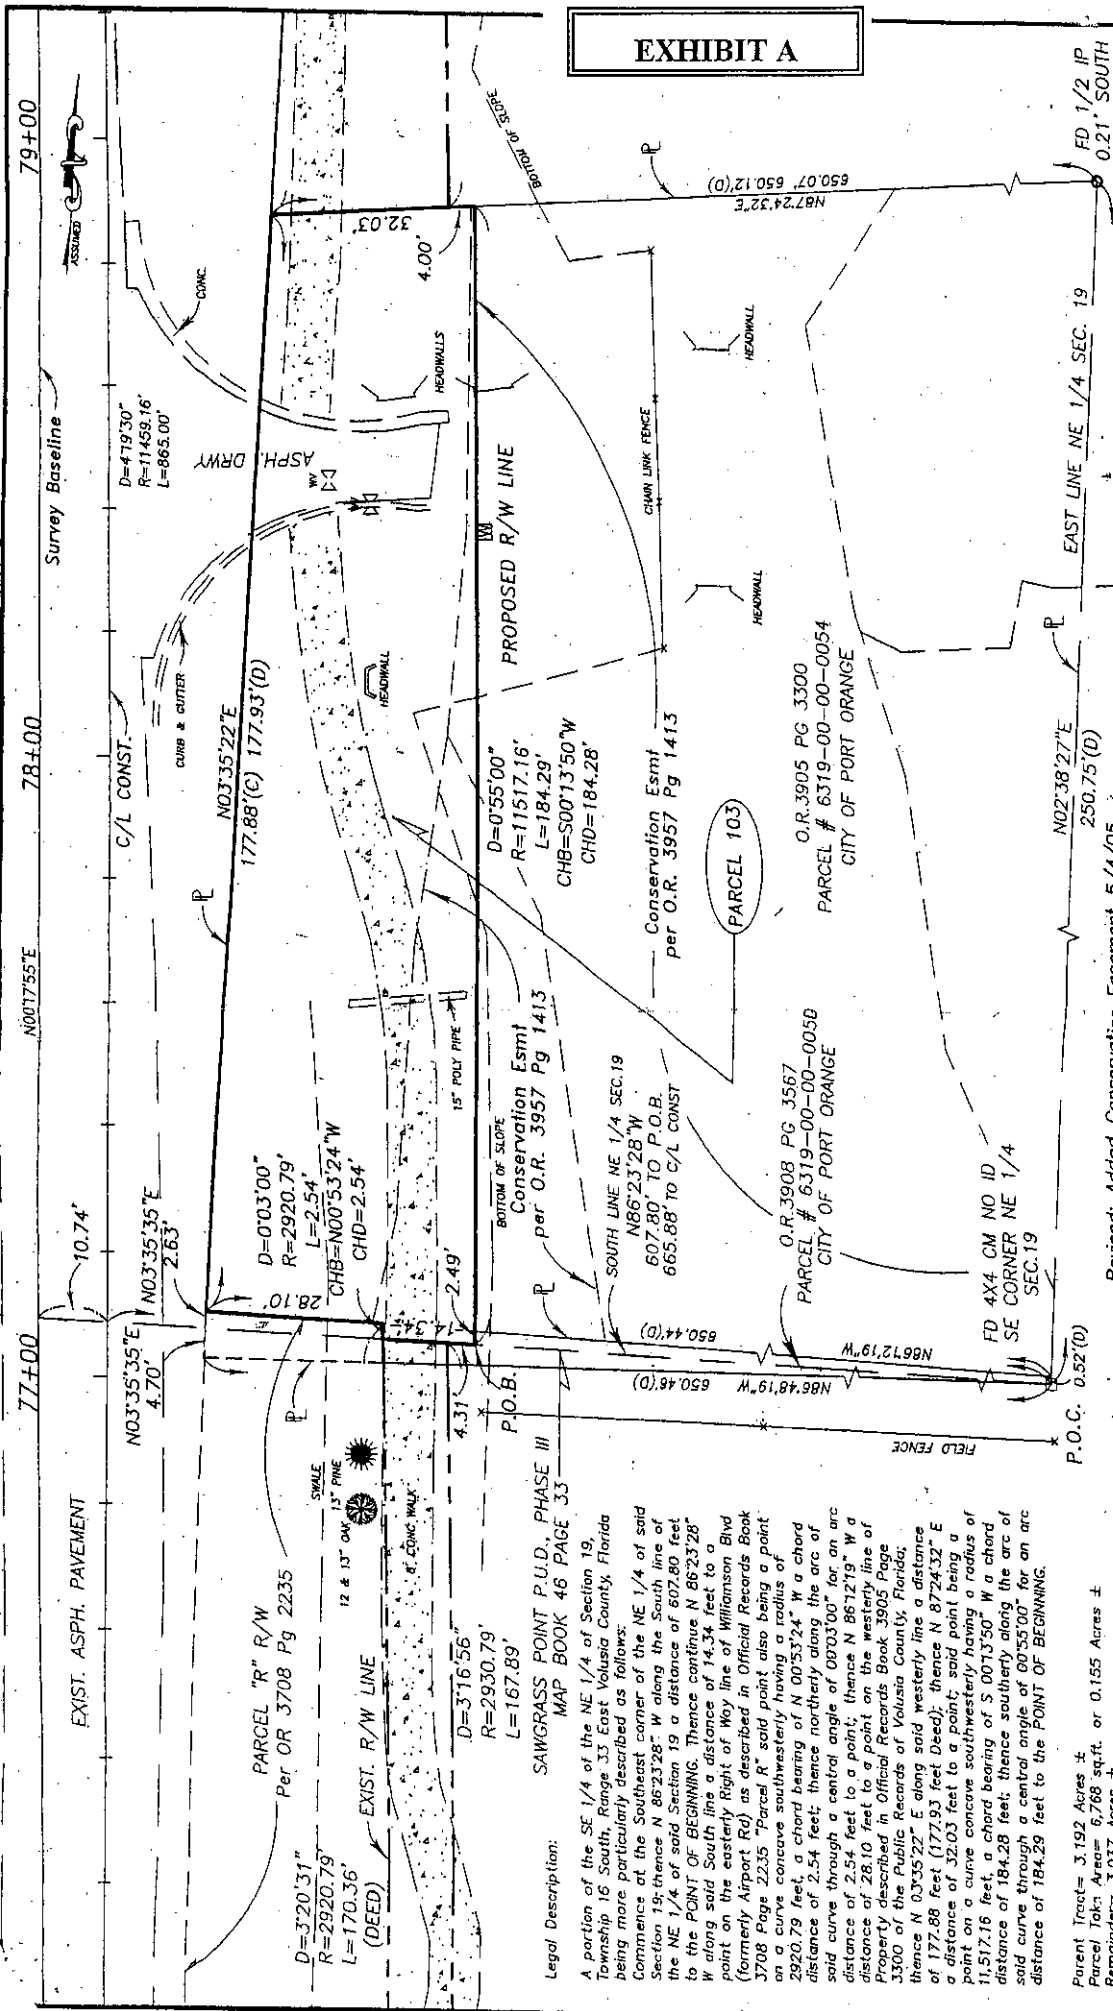 EXHIBIT A
77+00
78+00
79+00
N00°17'55"E
Survey Baseline
ASSUMED
10.74'
C/L CONST.
EXIST. ASPH. PAVEMENT
N03°35'35"E
4.70'
N03°35'35"E
2.63'
CURB & GUTTER
D=4°19'30"
R=11459.16'
L=865.00'
CONC.
ASPH. DRWY
WV
N03°35'22"E
177.88'(C) 177.93'(D)
PARCEL "R" R/W
Per OR 3708 Pg 2235
SWALE
13" PINE
12 & 13" OAK
8' CONC. WALK
D=3°20'31"
R=2920.79'
L=170.36'
(DEED)
EXIST. R/W LINE
28.10'
D=0°03'00"
R=2920.79'
L=2.54'
CHB=N00°53'24"W
CHD=2.54'
14.34'
2.49'
4.31'
P.O.B.
15" POLY PIPE
HEADWALL
HEADWALLS
32.03'
4.00'
BOTTOM OF SLOPE
PROPOSED R/W LINE
D=3°16'56"
R=2930.79'
L=167.89'
BOTTOM OF SLOPE
Conservation Esmt
per O.R. 3957 Pg 1413
D=0°55'00"
R=11517.16'
L=184.29'
CHB=S00°13'50"W
CHD=184.28'
SAWGRASS POINT P.U.D., PHASE III
MAP BOOK 46 PAGE 33
SOUTH LINE NE 1/4 SEC.19
N86°23'28"W
607.80' TO P.O.B.
665.88' TO C/L CONST
Conservation Esmt
per O.R. 3957 Pg 1413
CHAIN LINK FENCE
HEADWALL
HEADWALL
PARCEL 103
650.07' 650.12'(D)
N87°24'32"E
650.44'(D)
N86°12'19"W
650.46'(D)
N86°48'19"W
FIELD FENCE
O.R.3908 PG 3567
PARCEL # 6319-00-00-005D
CITY OF PORT ORANGE
O.R.3905 PG 3300
PARCEL # 6319-00-00-0054
CITY OF PORT ORANGE
FD 4X4 CM NO ID
SE CORNER NE 1/4
SEC.19
P.O.C.
0.52'(D)
N02°38'27"E
250.75'(D)
EAST LINE NE 1/4 SEC. 19
FD 1/2 IP
0.21' SOUTH
Legal Description:
A portion of the SE 1/4 of the NE 1/4 of Section 19,
Township 16 South, Range 33 East Volusia County, Florida
being more particularly described as follows:
Commence at the Southeast corner of the NE 1/4 of said
Section 19;thence N 86°23'28" W along the South line of
the NE 1/4 of said Section 19 a distance of 607.80 feet
to the POINT OF BEGINNING. Thence continue N 86°23'28"
W along said South line a distance of 14.34 feet to a
point on the easterly Right of Way line of Williamson Blvd
(formerly Airport Rd) as described in Official Records Book
3708 Page 2235 "Parcel R" said point also being a point
on a curve concave southwesterly having a radius of
2920.79 feet, a chord bearing of N 00°53'24" W a chord
distance of 2.54 feet; thence northerly along the arc of
said curve through a central angle of 00°03'00" for an arc
distance of 2.54 feet to a point; thence N 86°12'19" W a
distance of 28.10 feet to a point on the westerly line of
Property described in Official Records Book 3905 Page
3300 of the Public Records of Volusia County, Florida;
thence N 03°35'22" E along said westerly line a distance
of 177.88 feet (177.93 feet Deed); thence N 87°24'32" E
a distance of 32.03 feet to a point; said point being a
point on a curve concave southwesterly having a radius of
11,517.16 feet, a chord bearing of S 00°13'50" W a chord
distance of 184.28 feet; thence southerly along the arc of
said curve through a central angle of 00°55'00" for an arc
distance of 184.29 feet to the POINT OF BEGINNING.
Parent Tract= 3.192 Acres ±
Parcel Takn Area= 6,768 sq.ft. or 0.155 Acres ±
Remainder= 3.037 Acres ±
Revised: Added Conservation Easement 5/4/05